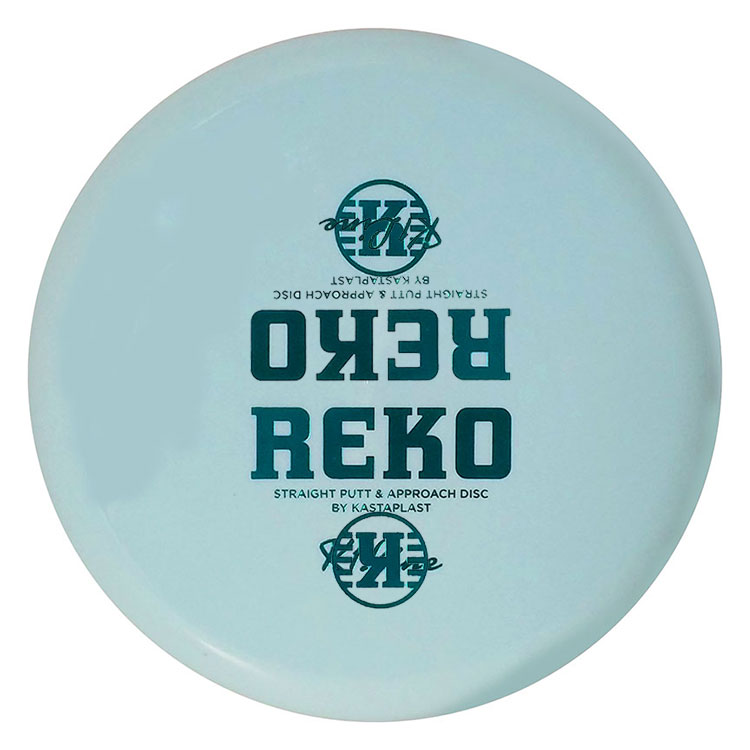 K1 Line
K
BY KASTAPLAST
STRAIGHT PUTT & APPROACH DISC
REKO
REKO
STRAIGHT PUTT & APPROACH DISC
BY KASTAPLAST
K1 Line
K